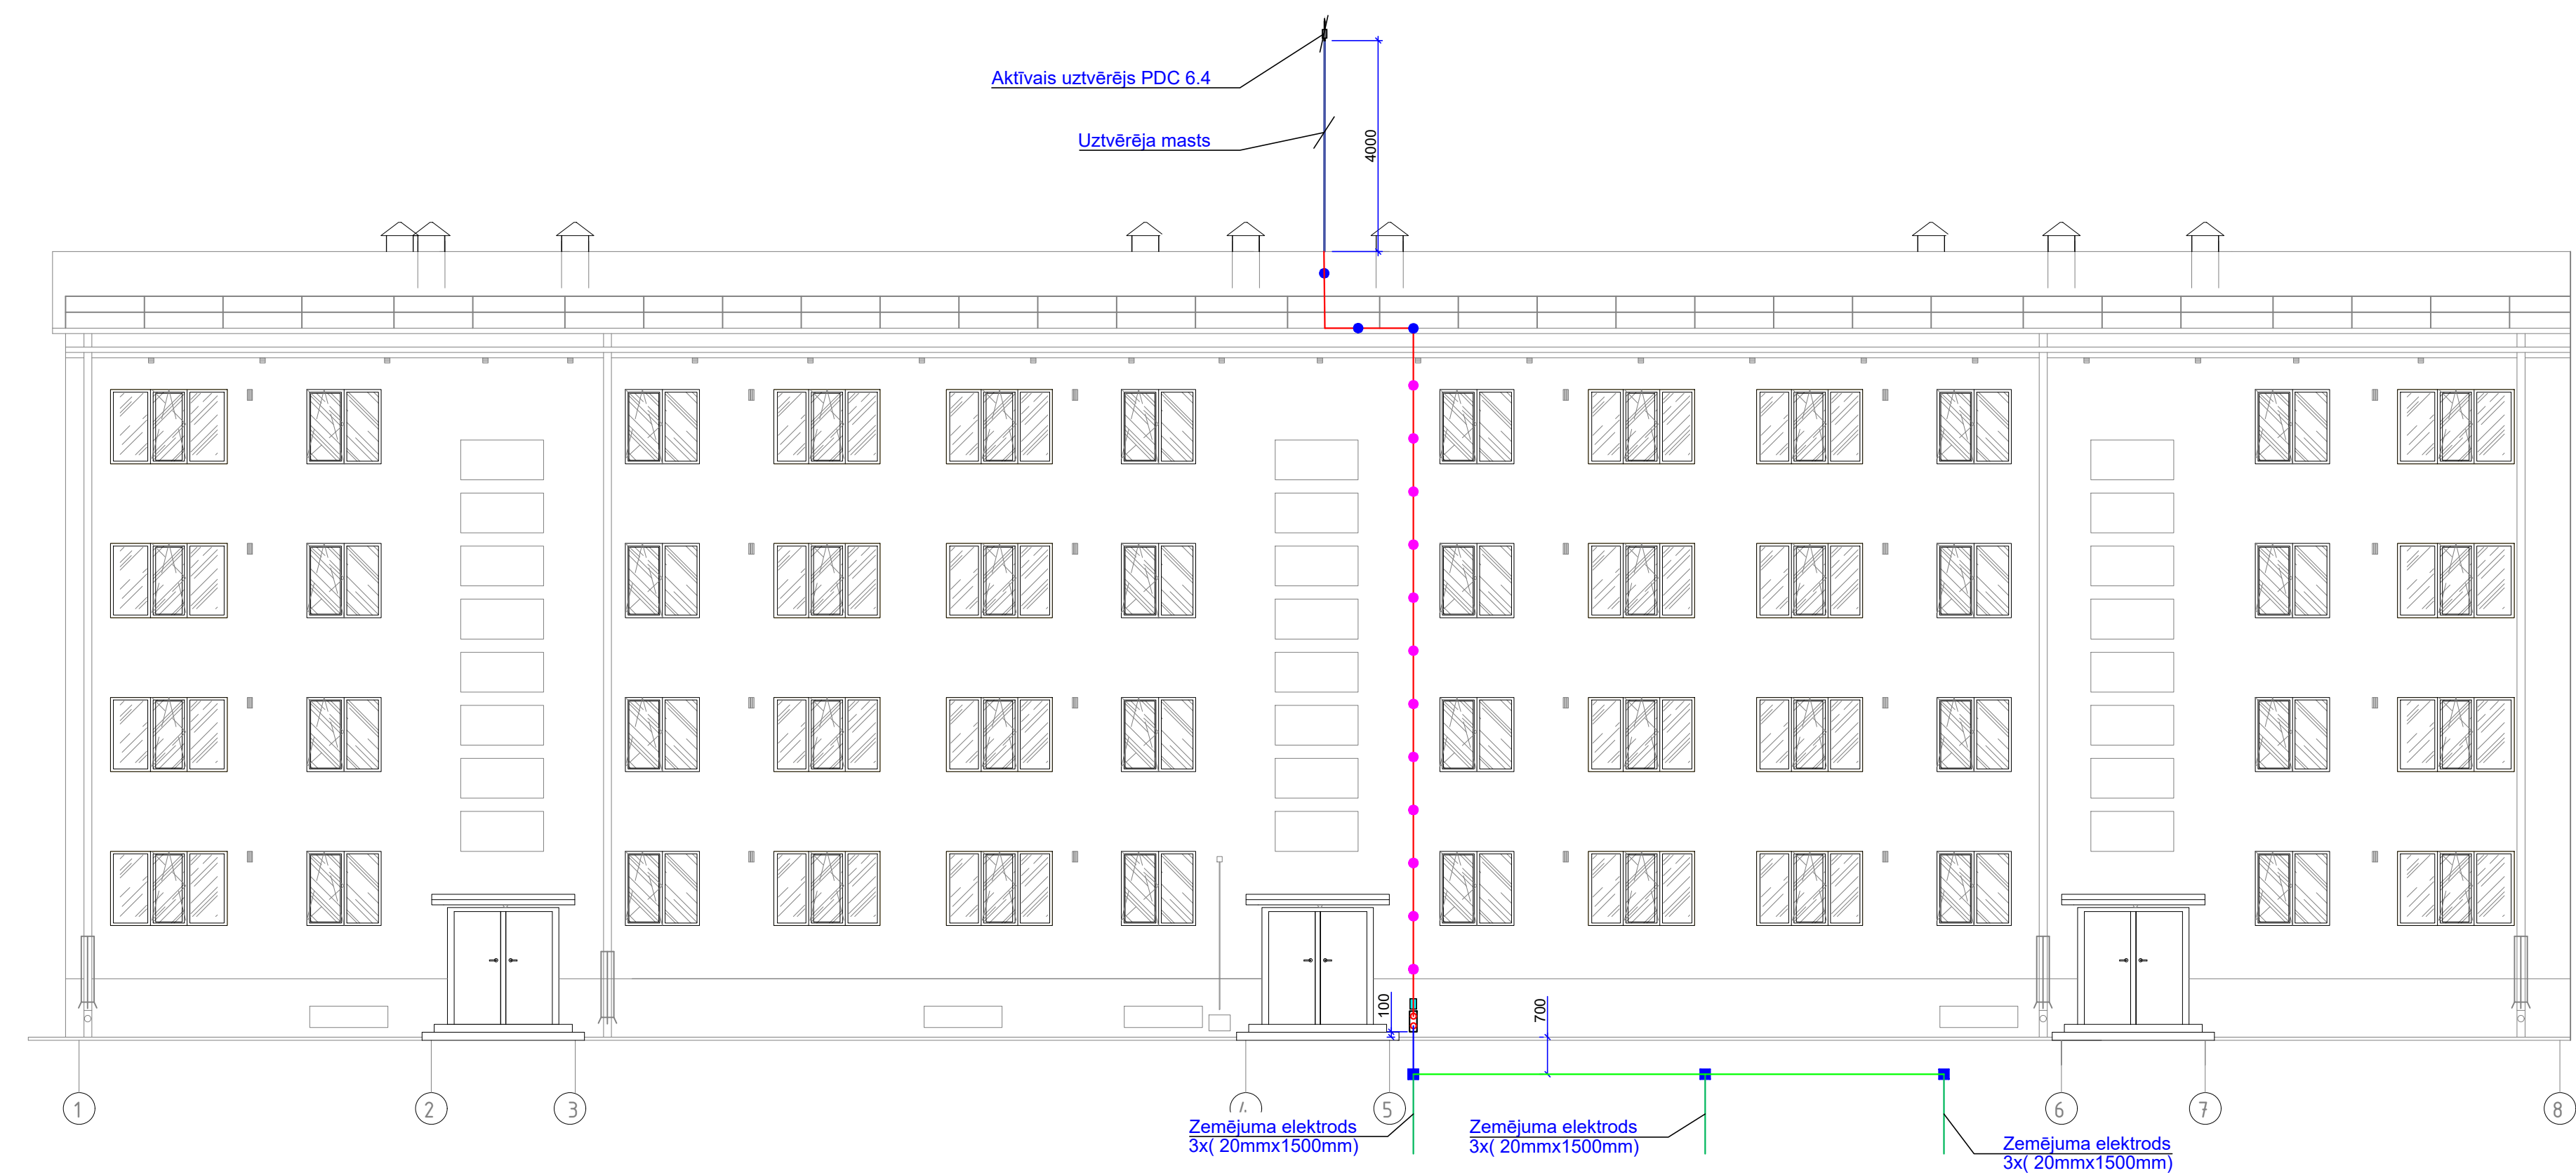 Aktīvais uztvērējs PDC 6.4
Uztvērēja masts
4000
100
700
1
2
3
4
5
6
7
8
Zemējuma elektrods
3x( 20mmx1500mm)
Zemējuma elektrods
3x( 20mmx1500mm)
Zemējuma elektrods
3x( 20mmx1500mm)